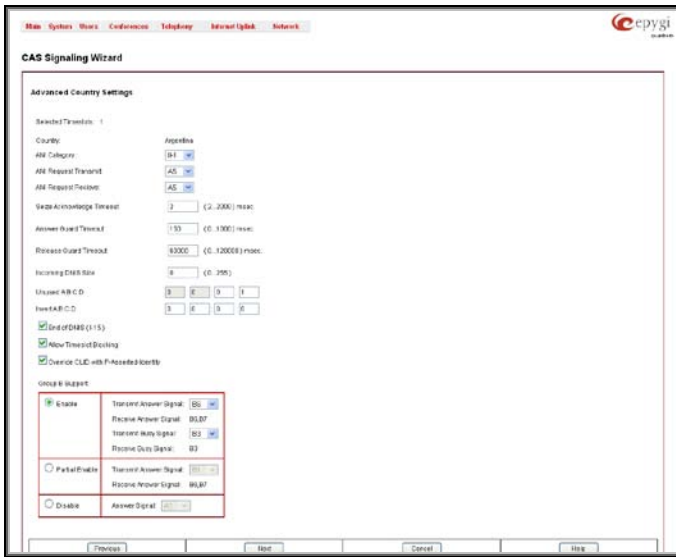 Main System Users Conferences Telephony Internet Uplink Network
epygi
CAS Signaling Wizard
Advanced Country Settings
Selected Timeslots: 1
Country: Argentina
ANI Category:
ANI Request Transmit: A5
ANI Request Receive: A5
Seize Acknowledge Timeout: (2..2000) msec.
Answer Guard Timeout: 150 (0..1000) msec.
Release Guard Timeout: 60000 (0..120000) msec.
Incoming DNIS Size (0..255)
Unused A B C D: 0 0 0 1
Invert A B C D: 0 0 0 0
End of DNIS (I-15)
Allow Timeslot Blocking
Override CLID with P-Asserted-Identity
Group B Support:
Enable Transmit Answer Signal: B6
Receive Answer Signal: B6,B7
Transmit Busy Signal: B3
Receive Busy Signal: B3
Partial Enable Transmit Answer Signal:
Receive Answer Signal: B6,B7
Disable Answer Signal:
Previous Next Cancel Help